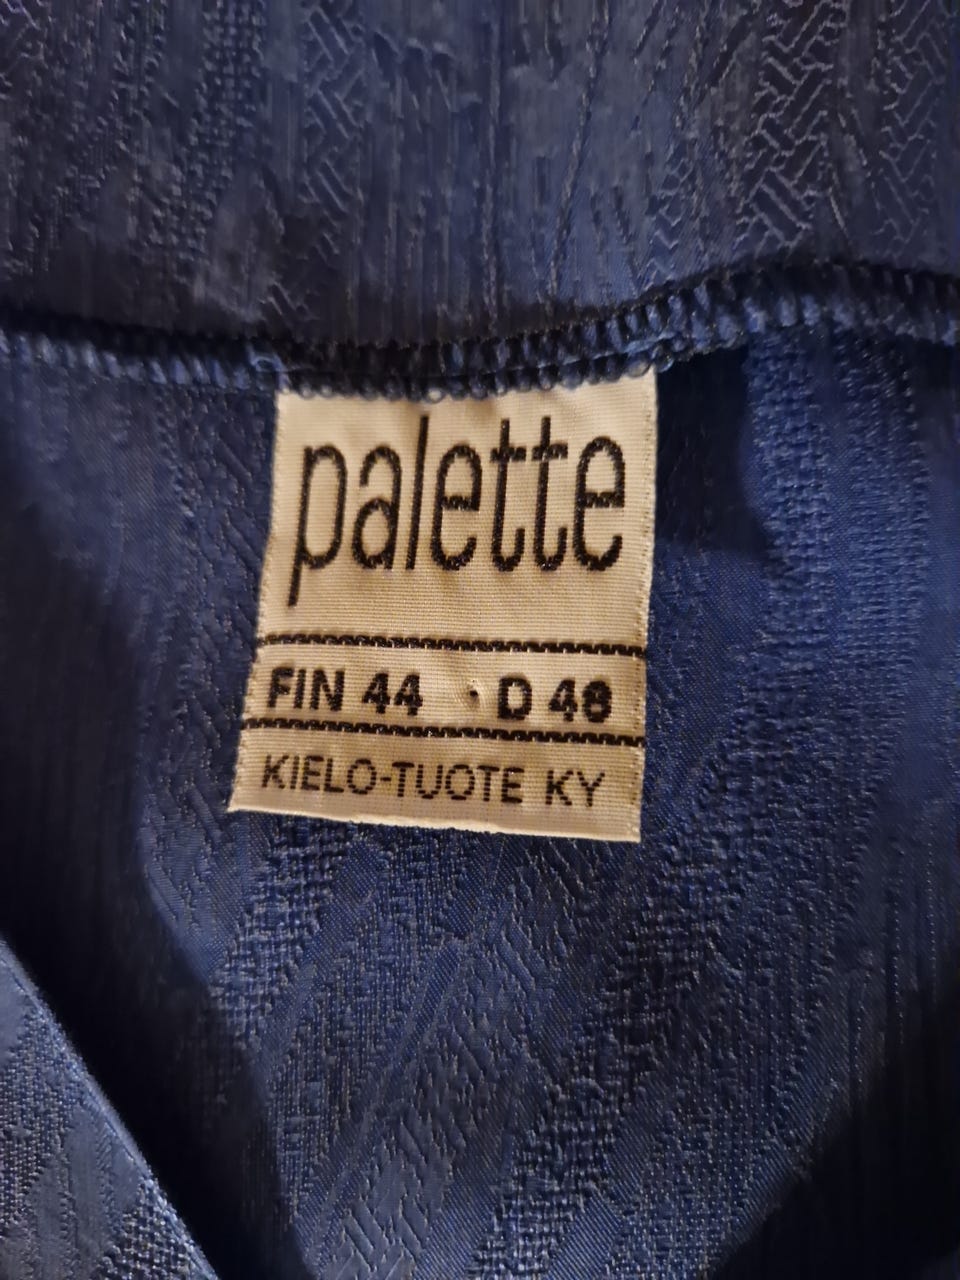 palette
FIN 44 · D 48
KIELO-TUOTE KY